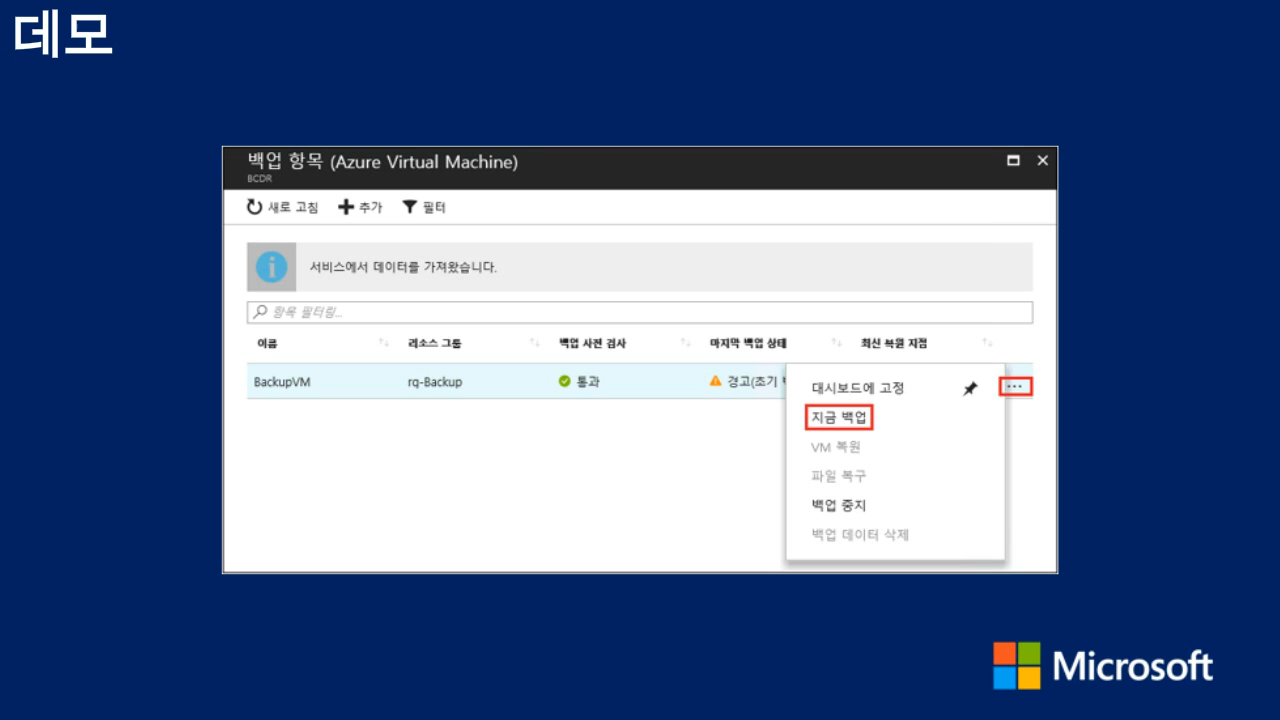 데모
백업 항목 (Azure Virtual Machine)
BCDR
새로 고침 추가 필터
서비스에서 데이터를 가져왔습니다.
항목 필터링...
이름 리소스 그룹 백업 사전 검사 마지막 백업 상태 최신 복원 지점
BackupVM rq-Backup 통과 경고(초기
대시보드에 고정
지금 백업
VM 복원
파일 복구
백업 중지
백업 데이터 삭제
Microsoft